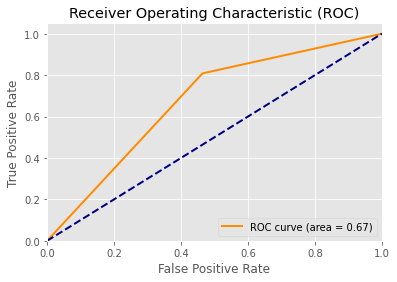 Receiver Operating Characteristic (ROC)
True Positive Rate
1.0
0.8
0.6
0.4
0.2
0.0
ROC curve (area = 0.67)
0.0 0.2 0.4 0.6 0.8 1.0
False Positive Rate